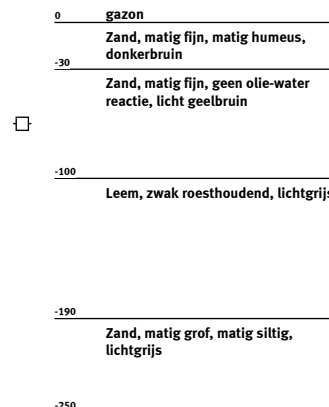 0 gazon
Zand, matig fijn, matig humeus,
donkerbruin
-30
Zand, matig fijn, geen olie-water
reactie, licht geelbruin
-100
Leem, zwak roesthoudend, lichtgrijs
-190
Zand, matig grof, matig siltig,
lichtgrijs
-250